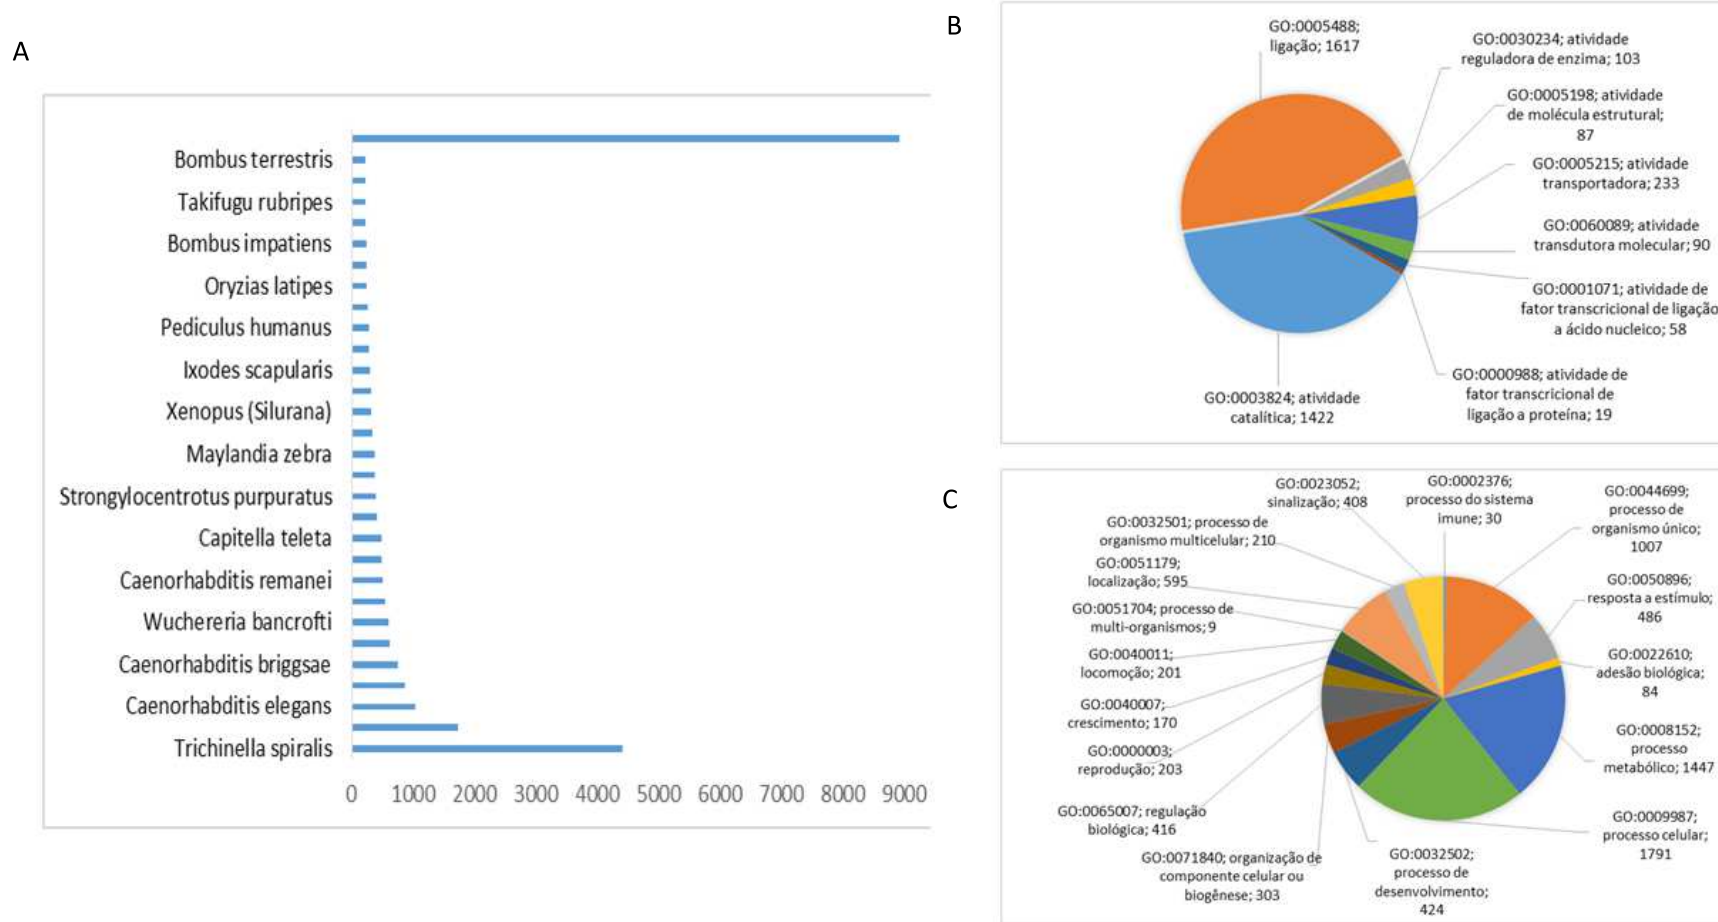 A
Bombus terrestris
Takifugu rubripes
Bombus impatiens
Oryzias latipes
Pediculus humanus
Ixodes scapularis
Xenopus (Silurana)
Maylandia zebra
Strongylocentrotus purpuratus
Capitella teleta
Caenorhabditis remanei
Wuchereria bancrofti
Caenorhabditis briggsae
Caenorhabditis elegans
Trichinella spiralis
0 1000 2000 3000 4000 5000 6000 7000 8000 9000
B
GO:0005488;
ligação; 1617
GO:0030234; atividade
reguladora de enzima; 103
GO:0005198; atividade
de molécula estrutural;
87
GO:0005215; atividade
transportadora; 233
GO:0060089; atividade
transdutora molecular; 90
GO:0001071; atividade de
fator transcricional de ligação
a ácido nucleico; 58
GO:0000988; atividade de
fator transcricional de
ligação a proteína; 19
GO:0003824; atividade
catalítica; 1422
C
GO:0023052;
sinalização; 408
GO:0002376;
processo do sistema
imune; 30
GO:0044699;
processo de
organismo único;
1007
GO:0050896;
resposta a estímulo;
486
GO:0022610;
adesão biológica;
84
GO:0008152;
processo
metabólico; 1447
GO:0009987;
processo celular;
1791
GO:0032502;
processo de
desenvolvimento;
424
GO:0071840; organização de
componente celular ou
biogênese; 303
GO:0065007; regulação
biológica; 416
GO:0000003;
reprodução; 203
GO:0040007;
crescimento; 170
GO:0040011;
locomoção; 201
GO:0051704; processo de
multi-organismos; 9
GO:0051179;
localização; 595
GO:0032501; processo de
organismo multicelular; 210